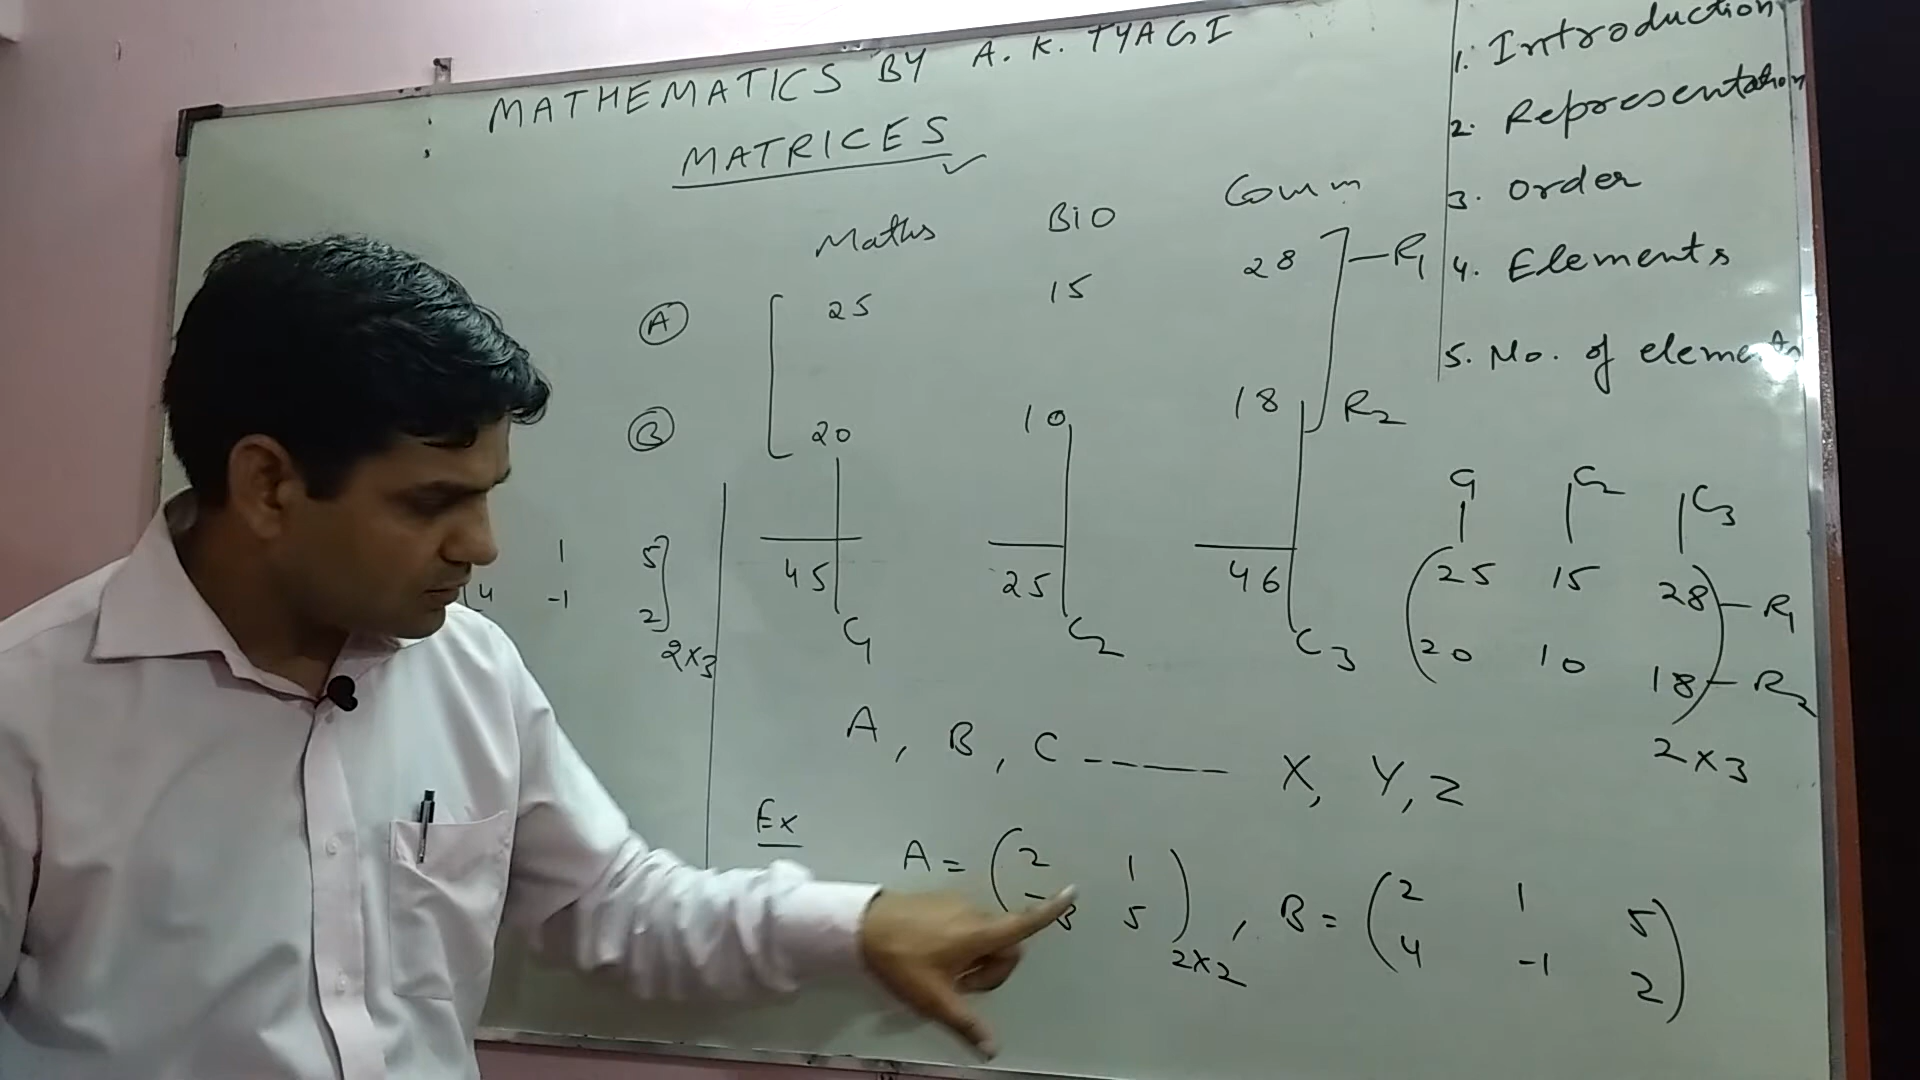 MATHEMATICS BY A. K. TYAGI
MATRICES
Maths BiO Comm
A 25 15 28 R1
B 20 10 18 R2
45 25 46
C1 C2 C3
1 5
4 -1 2
2x3
A, B, C ----- X, Y, Z
Ex
A = ( 2 1
5 ) 2x2 , B = ( 2 1 5
4 -1 2 )
1. Introduction
2. Representation
3. Order
4. Elements
5. No. of elements
C1 C2 C3
( 25 15 28 ) R1
( 20 10 18 ) R2
2x3